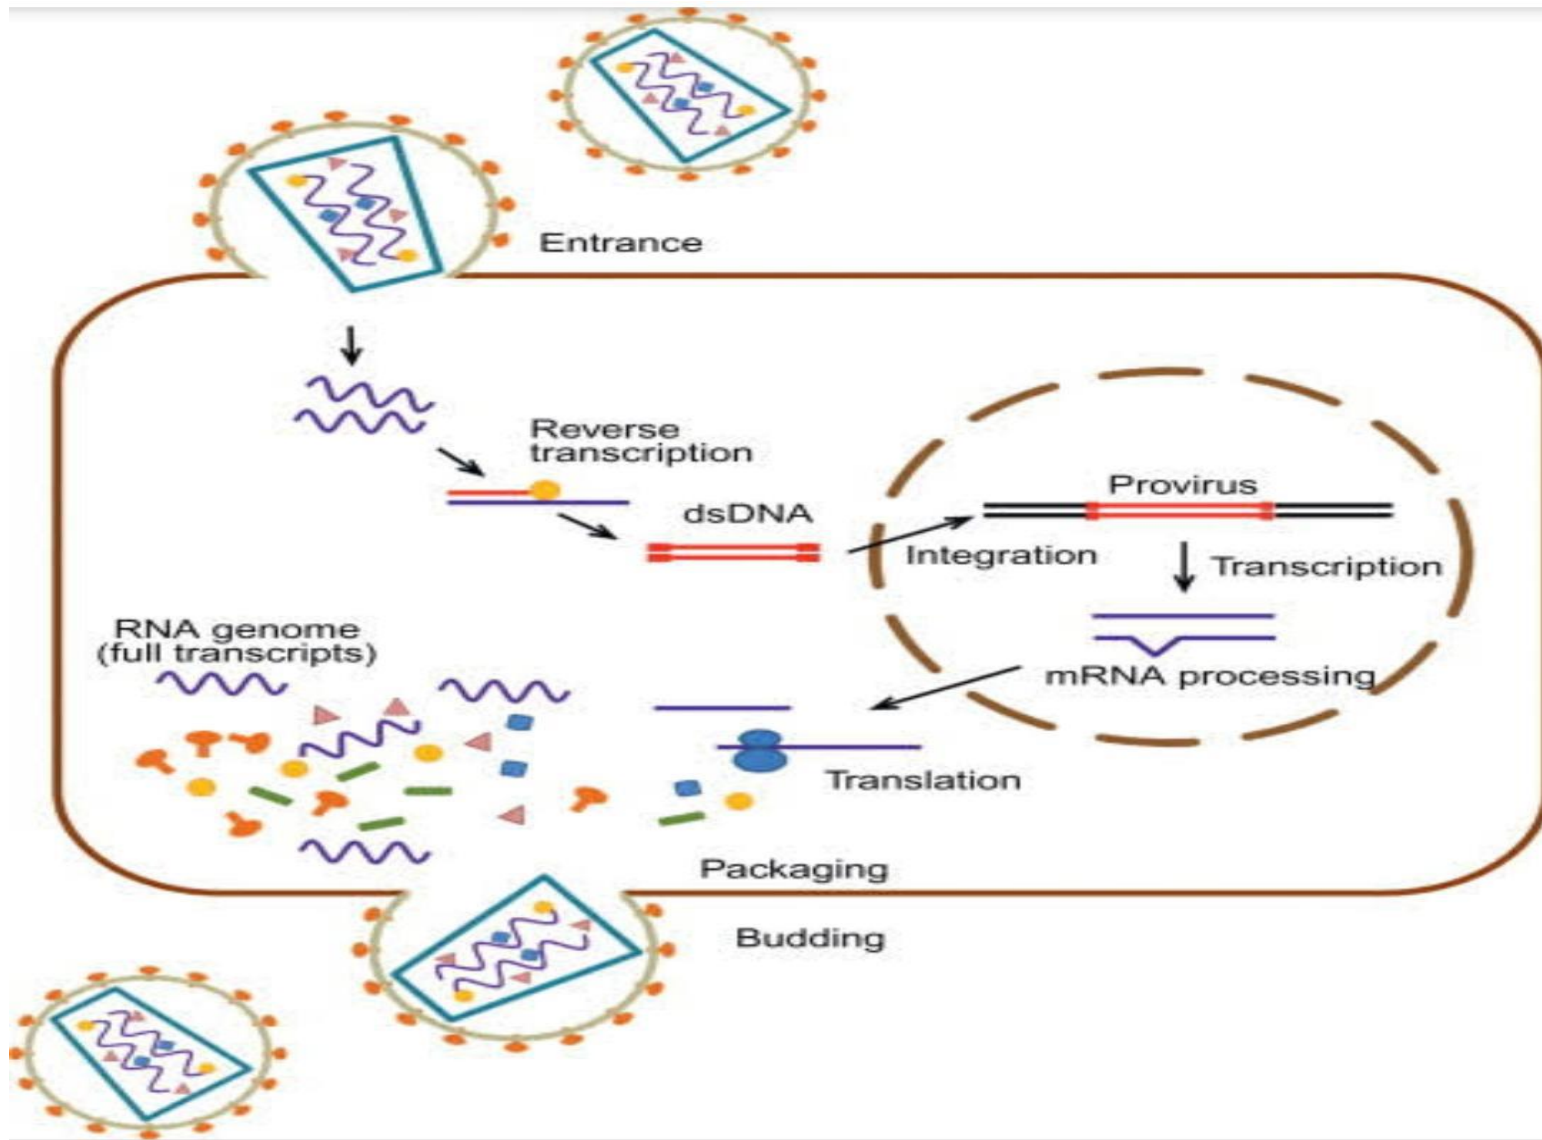 Entrance
Reverse
transcription
dsDNA
Provirus
Integration
Transcription
mRNA processing
RNA genome
(full transcripts)
Translation
Packaging
Budding